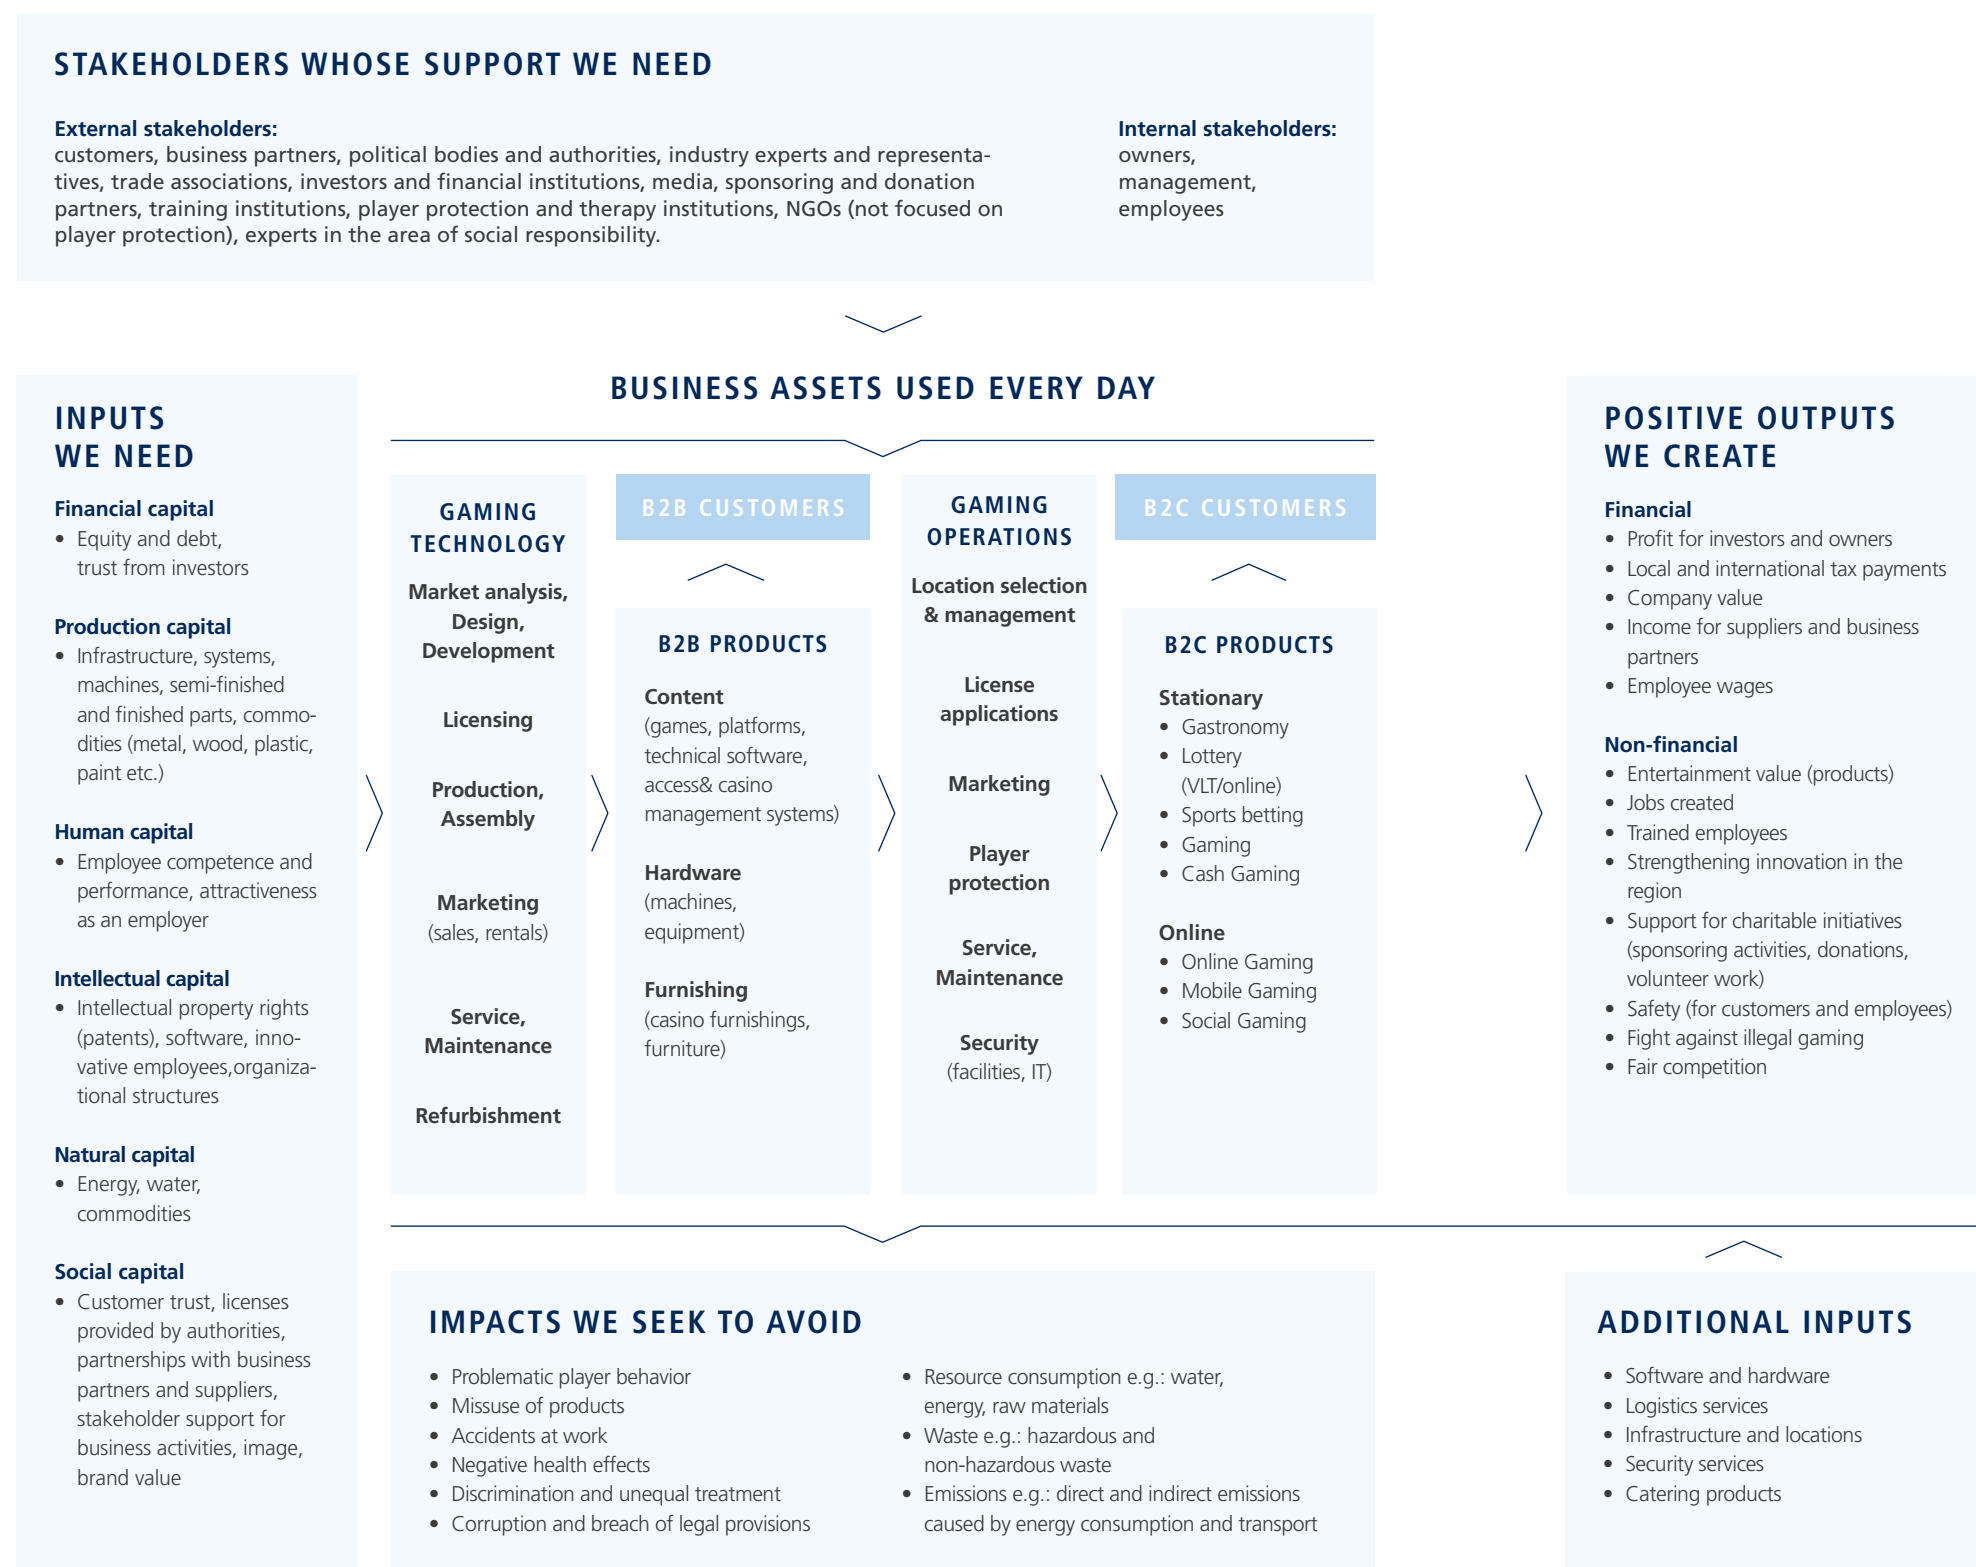 STAKEHOLDERS WHOSE SUPPORT WE NEED
External stakeholders:
customers, business partners, political bodies and authorities, industry experts and representa-
tives, trade associations, investors and financial institutions, media, sponsoring and donation
partners, training institutions, player protection and therapy institutions, NGOs (not focused on
player protection), experts in the area of social responsibility.
Internal stakeholders:
owners,
management,
employees
INPUTS
WE NEED
Financial capital
• Equity and debt,
trust from investors
Production capital
• Infrastructure, systems,
machines, semi-finished
and finished parts, commo-
dities (metal, wood, plastic,
paint etc.)
Human capital
• Employee competence and
performance, attractiveness
as an employer
Intellectual capital
• Intellectual property rights
(patents), software, inno-
vative employees,organiza-
tional structures
Natural capital
• Energy, water,
commodities
Social capital
• Customer trust, licenses
provided by authorities,
partnerships with business
partners and suppliers,
stakeholder support for
business activities, image,
brand value
BUSINESS ASSETS USED EVERY DAY
GAMING
TECHNOLOGY
Market analysis,
Design,
Development
Licensing
Production,
Assembly
Marketing
(sales, rentals)
Service,
Maintenance
Refurbishment
B2B CUSTOMERS
B2B PRODUCTS
Content
(games, platforms,
technical software,
access& casino
management systems)
Hardware
(machines,
equipment)
Furnishing
(casino furnishings,
furniture)
GAMING
OPERATIONS
Location selection
& management
License
applications
Marketing
Player
protection
Service,
Maintenance
Security
(facilities, IT)
B2C CUSTOMERS
B2C PRODUCTS
Stationary
• Gastronomy
• Lottery
(VLT/online)
• Sports betting
• Gaming
• Cash Gaming
Online
• Online Gaming
• Mobile Gaming
• Social Gaming
POSITIVE OUTPUTS
WE CREATE
Financial
• Profit for investors and owners
• Local and international tax payments
• Company value
• Income for suppliers and business
partners
• Employee wages
Non-financial
• Entertainment value (products)
• Jobs created
• Trained employees
• Strengthening innovation in the
region
• Support for charitable initiatives
(sponsoring activities, donations,
volunteer work)
• Safety (for customers and employees)
• Fight against illegal gaming
• Fair competition
IMPACTS WE SEEK TO AVOID
• Problematic player behavior
• Missuse of products
• Accidents at work
• Negative health effects
• Discrimination and unequal treatment
• Corruption and breach of legal provisions
• Resource consumption e.g.: water,
energy, raw materials
• Waste e.g.: hazardous and
non-hazardous waste
• Emissions e.g.: direct and indirect emissions
caused by energy consumption and transport
ADDITIONAL INPUTS
• Software and hardware
• Logistics services
• Infrastructure and locations
• Security services
• Catering products